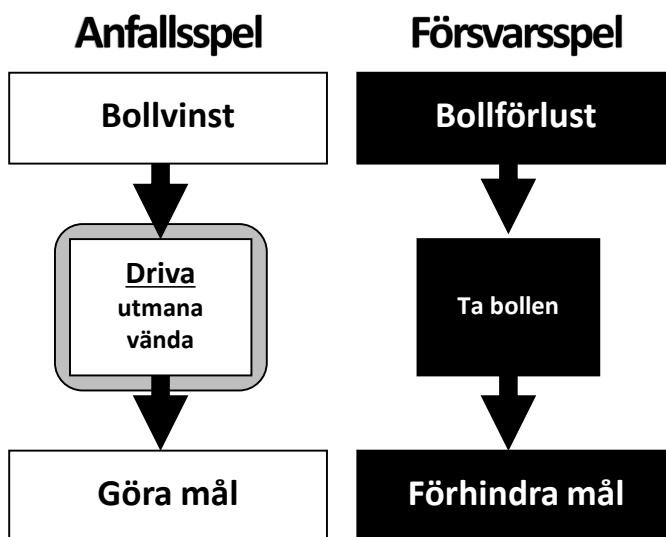 Anfallsspel
Försvarsspel
Bollvinst
Bollförlust
Driva
utmana
vända
Ta bollen
Göra mål
Förhindra mål